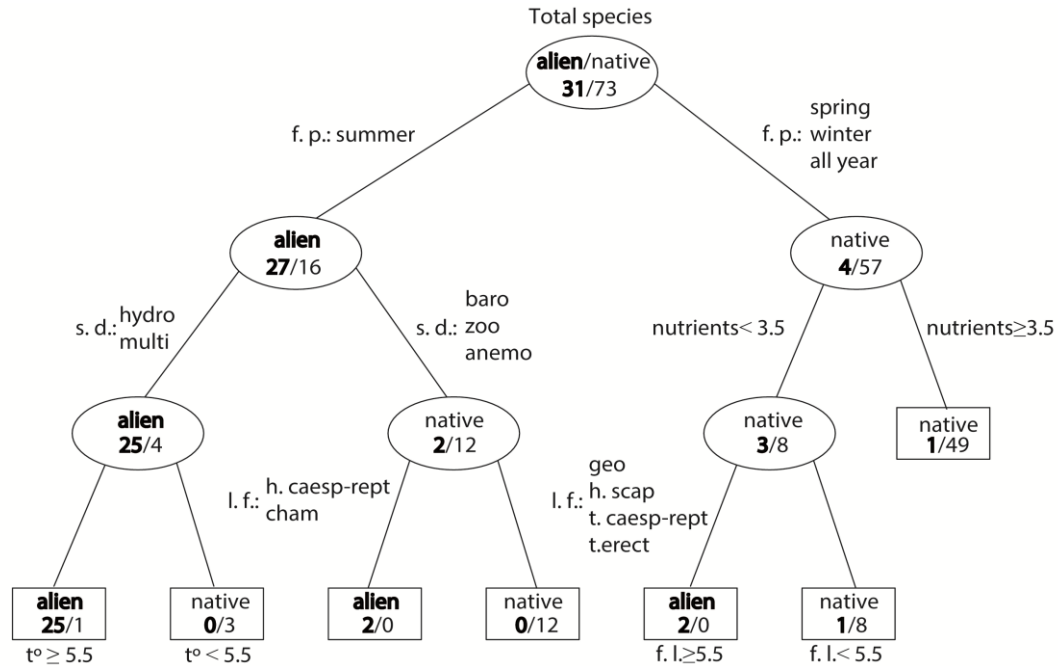 Total species
alien/native
31/73
f. p.: summer
f. p.:
spring
winter
all year
alien
27/16
native
4/57
s. d.:
hydro
multi
s. d.:
baro
zoo
anemo
nutrients< 3.5
nutrients≥3.5
alien
25/4
native
2/12
native
3/8
native
1/49
l. f.:
h. caesp-rept
cham
l. f.:
geo
h. scap
t. caesp-rept
t.erect
alien
25/1
native
0/3
alien
2/0
native
0/12
alien
2/0
native
1/8
tº ≥ 5.5
tº < 5.5
f. l.≥5.5
f. l.< 5.5